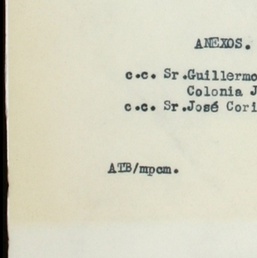 ANEXOS.
c.c. Sr.Guillermo
Colonia J
c.c. Sr.José Cori
ATB/mpcm.